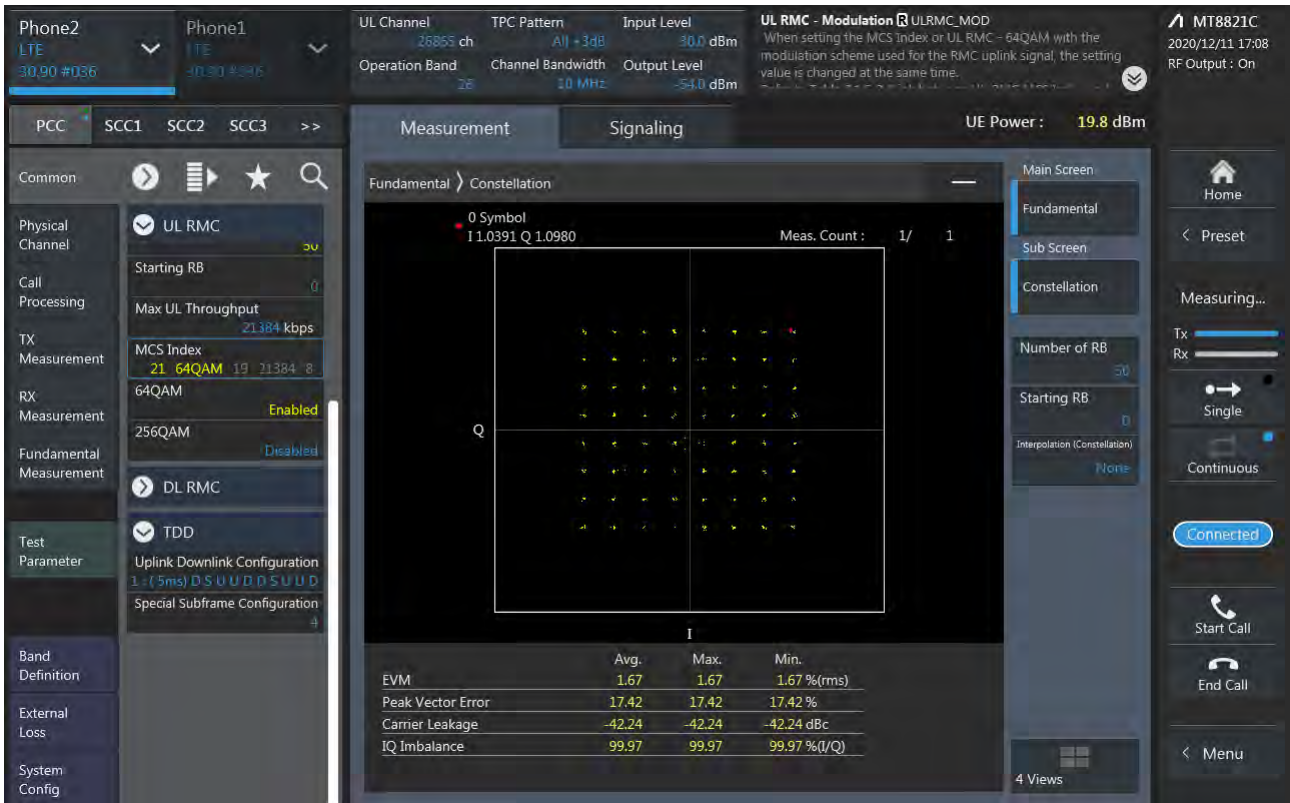 Phone2
LTE
30.90 #036
Phone1
LTE
30.90 #036
UL Channel
26865 ch
TPC Pattern
All +3dB
Input Level
30.0 dBm
Operation Band
26
Channel Bandwidth
10 MHz
Output Level
-54.0 dBm
UL RMC - Modulation R ULRMC_MOD
When setting the MCS Index or UL RMC – 64QAM with the
modulation scheme used for the RMC uplink signal, the setting
value is changed at the same time.
MT8821C
2020/12/11 17:08
RF Output : On
PCC SCC1 SCC2 SCC3 >>
Measurement
Signaling
UE Power : 19.8 dBm
Common
Physical
Channel
Call
Processing
TX
Measurement
RX
Measurement
Fundamental
Measurement
Test
Parameter
Band
Definition
External
Loss
System
Config
UL RMC
50
Starting RB
0
Max UL Throughput
21384 kbps
MCS Index
21 64QAM 19 21384 8
64QAM
Enabled
256QAM
Disabled
DL RMC
TDD
Uplink Downlink Configuration
1 : ( 5ms) D S U U D D S U U D
Special Subframe Configuration
4
Fundamental 〉 Constellation
0 Symbol
I 1.0391 Q 1.0980
Meas. Count : 1/ 1
Q
I
Avg. Max. Min.
EVM 1.67 1.67 1.67 %(rms)
Peak Vector Error 17.42 17.42 17.42 %
Carrier Leakage -42.24 -42.24 -42.24 dBc
IQ Imbalance 99.97 99.97 99.97 %(I/Q)
Main Screen
Fundamental
Sub Screen
Constellation
Number of RB
50
Starting RB
0
Interpolation (Constellation)
None
4 Views
Home
< Preset
Measuring...
Tx
Rx
Single
Continuous
Connected
Start Call
End Call
< Menu